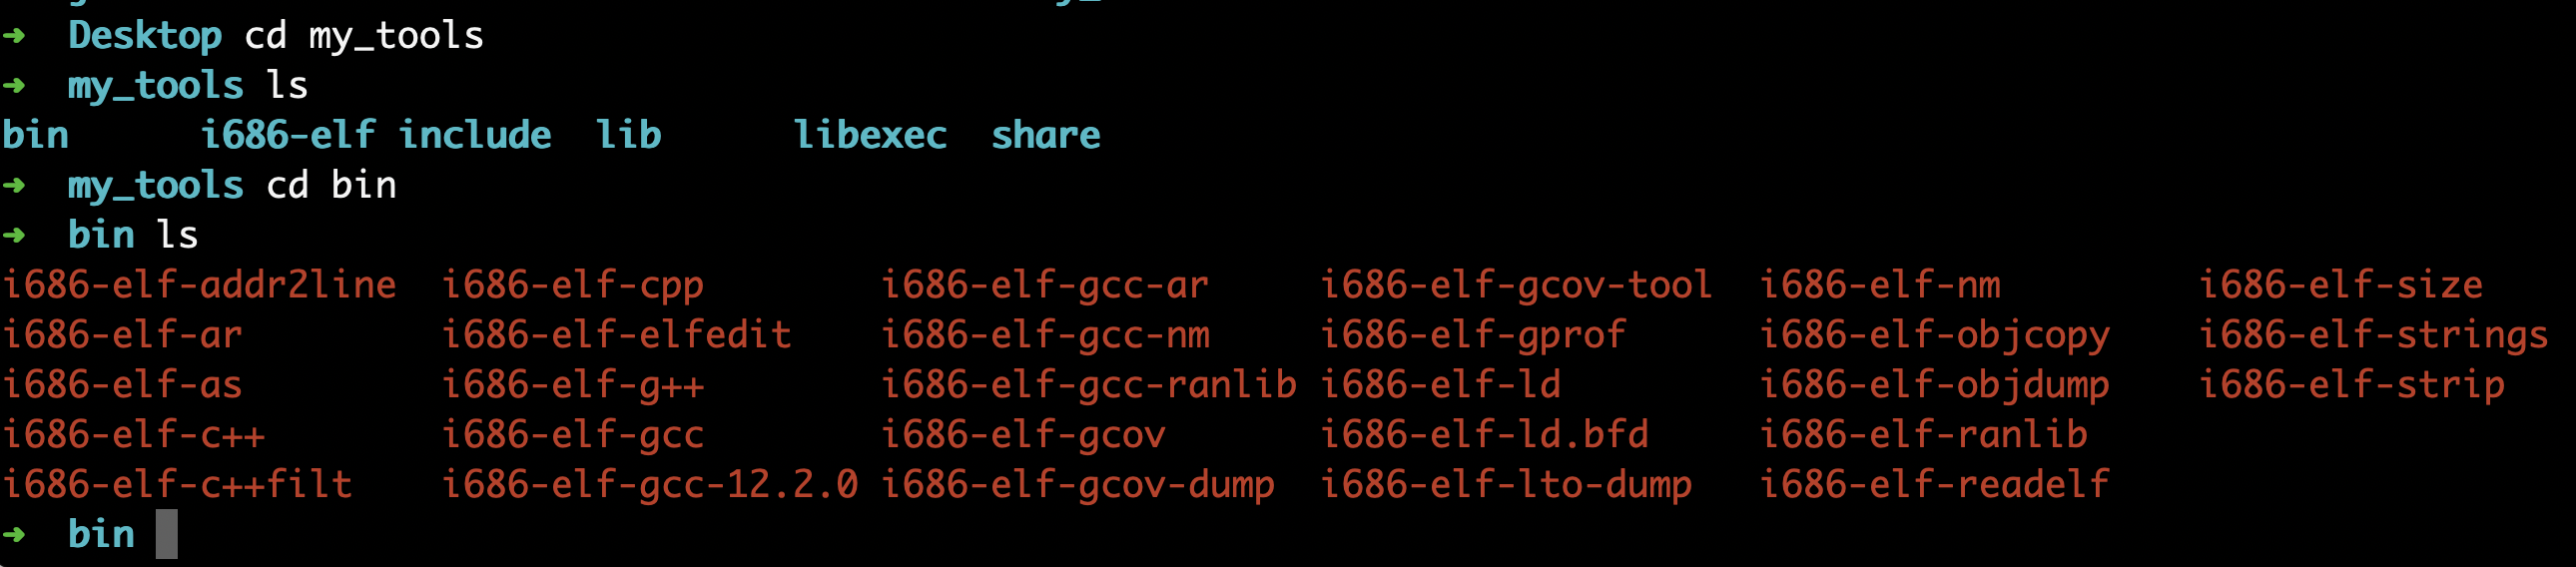 ➜ Desktop cd my_tools
➜ my_tools ls
bin i686-elf include lib libexec share
➜ my_tools cd bin
➜ bin ls
i686-elf-addr2line i686-elf-cpp i686-elf-gcc-ar i686-elf-gcov-tool i686-elf-nm i686-elf-size
i686-elf-ar i686-elf-elfedit i686-elf-gcc-nm i686-elf-gprof i686-elf-objcopy i686-elf-strings
i686-elf-as i686-elf-g++ i686-elf-gcc-ranlib i686-elf-ld i686-elf-objdump i686-elf-strip
i686-elf-c++ i686-elf-gcc i686-elf-gcov i686-elf-ld.bfd i686-elf-ranlib
i686-elf-c++filt i686-elf-gcc-12.2.0 i686-elf-gcov-dump i686-elf-lto-dump i686-elf-readelf
➜ bin